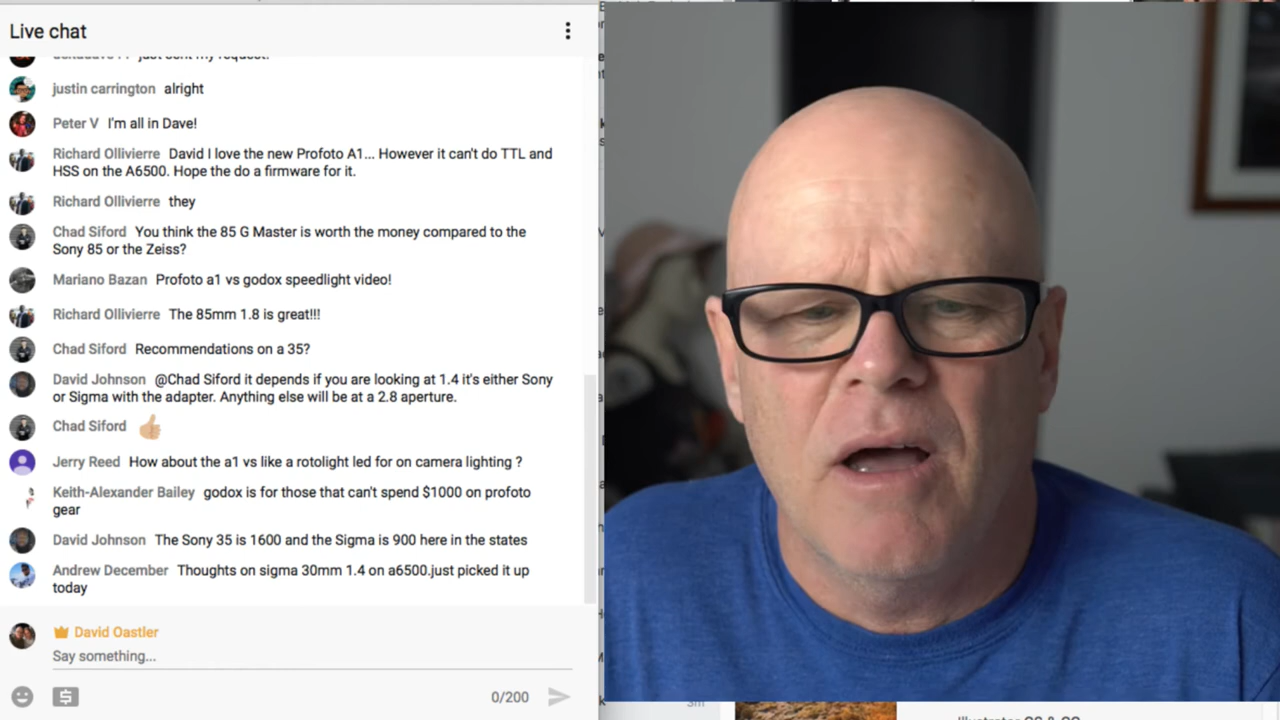 Live chat
just sent my request!
justin carrington alright
Peter V I'm all in Dave!
Richard Ollivierre David I love the new Profoto A1... However it can't do TTL and
HSS on the A6500. Hope the do a firmware for it.
Richard Ollivierre they
Chad Siford You think the 85 G Master is worth the money compared to the
Sony 85 or the Zeiss?
Mariano Bazan Profoto a1 vs godox speedlight video!
Richard Ollivierre The 85mm 1.8 is great!!!
Chad Siford Recommendations on a 35?
David Johnson @Chad Siford it depends if you are looking at 1.4 it's either Sony
or Sigma with the adapter. Anything else will be at a 2.8 aperture.
Chad Siford
Jerry Reed How about the a1 vs like a rotolight led for on camera lighting ?
Keith-Alexander Bailey godox is for those that can't spend $1000 on profoto
gear
David Johnson The Sony 35 is 1600 and the Sigma is 900 here in the states
Andrew December Thoughts on sigma 30mm 1.4 on a6500.just picked it up
today
David Oastler
Say something...
0/200
3m